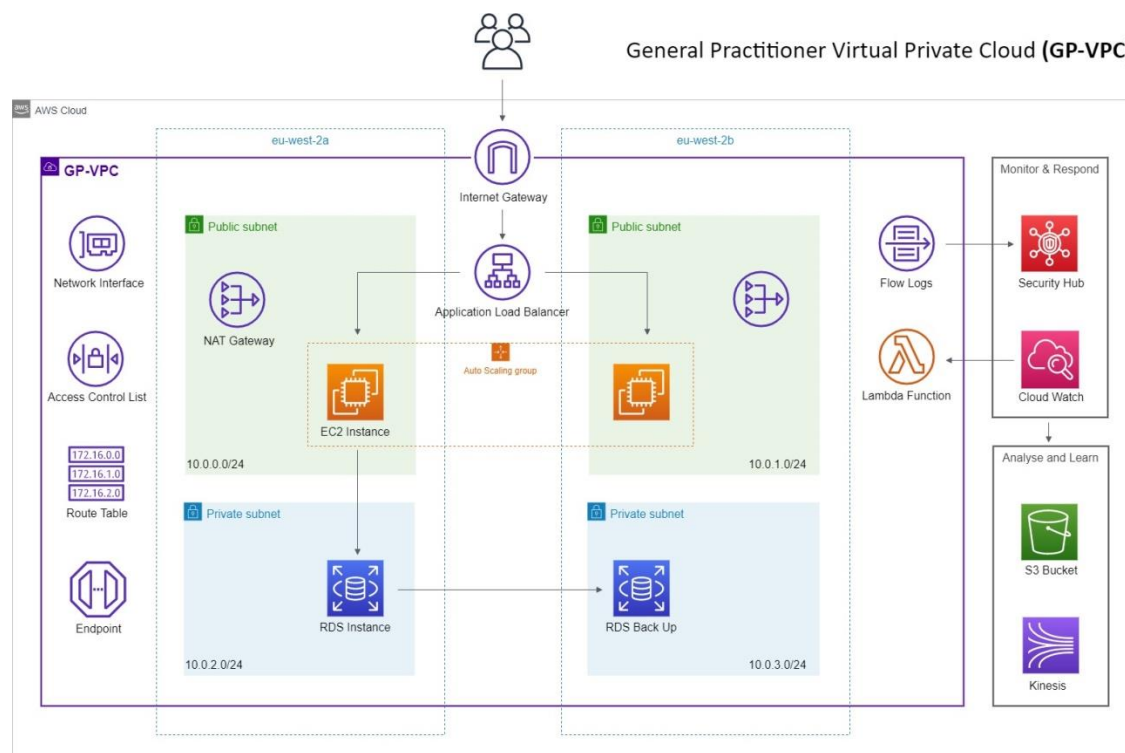 General Practitioner Virtual Private Cloud (GP-VPC
aws
AWS Cloud
eu-west-2a
eu-west-2b
GP-VPC
Internet Gateway
Monitor & Respond
Public subnet
Public subnet
Network Interface
Flow Logs
Security Hub
Application Load Balancer
NAT Gateway
Auto Scaling group
Access Control List
Lambda Function
Cloud Watch
EC2 Instance
172.16.0.0
172.16.1.0
172.16.2.0
Route Table
10.0.0.0/24
10.0.1.0/24
Analyse and Learn
Private subnet
Private subnet
S3 Bucket
Endpoint
RDS Instance
RDS Back Up
10.0.2.0/24
10.0.3.0/24
Kinesis